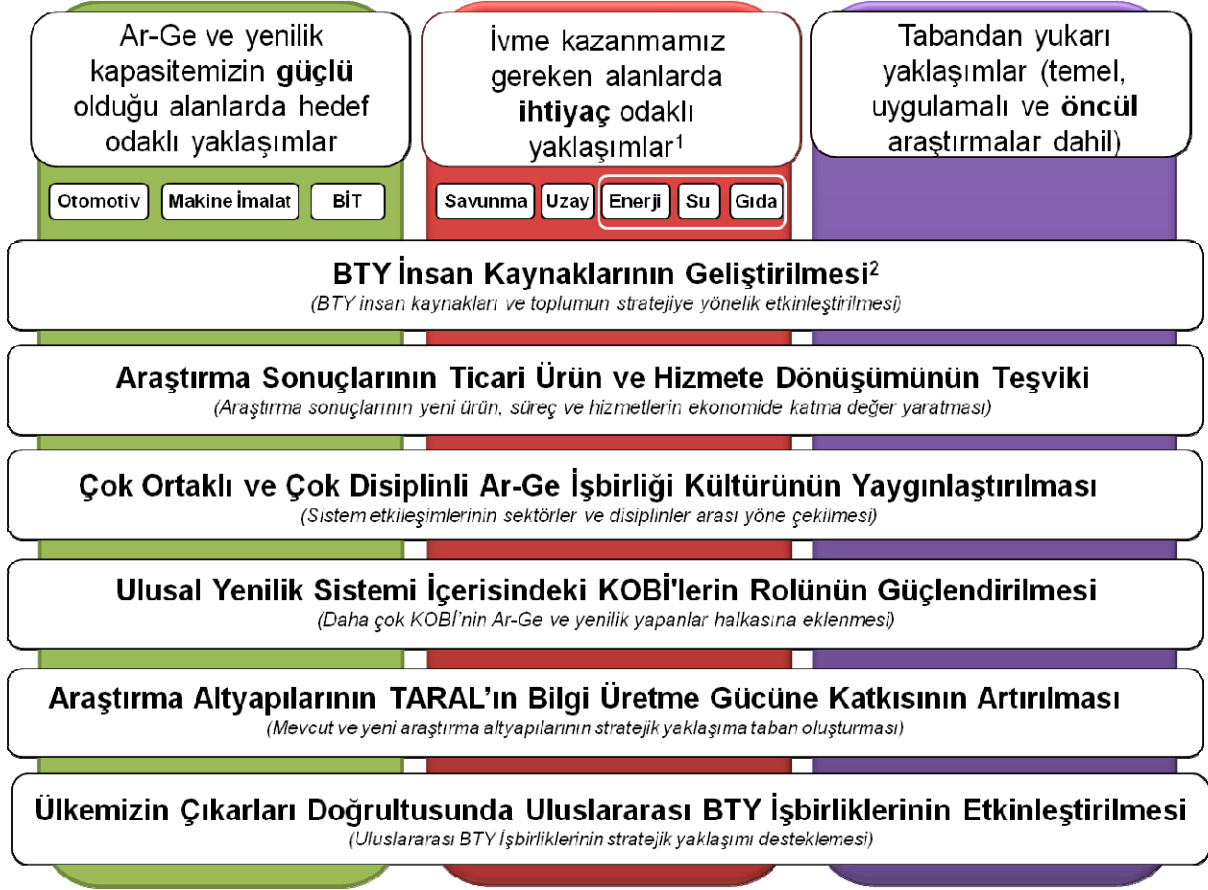 Ar-Ge ve yenilik
kapasitemizin güçlü
olduğu alanlarda hedef
odaklı yaklaşımlar
İvme kazanmamız
gereken alanlarda
ihtiyaç odaklı
yaklaşımlar¹
Tabandan yukarı
yaklaşımlar (temel,
uygulamalı ve öncül
araştırmalar dahil)
Otomotiv
Makine İmalat
BİT
Savunma
Uzay
Enerji
Su
Gıda
BTY İnsan Kaynaklarının Geliştirilmesi²
(BTY insan kaynakları ve toplumun stratejiye yönelik etkinleştirilmesi)
Araştırma Sonuçlarının Ticari Ürün ve Hizmete Dönüşümünün Teşviki
(Araştırma sonuçlarının yeni ürün, süreç ve hizmetlerin ekonomide katma değer yaratması)
Çok Ortaklı ve Çok Disiplinli Ar-Ge İşbirliği Kültürünün Yaygınlaştırılması
(Sistem etkileşimlerinin sektörler ve disiplinler arası yöne çekilmesi)
Ulusal Yenilik Sistemi İçerisindeki KOBİ'lerin Rolünün Güçlendirilmesi
(Daha çok KOBİ'nin Ar-Ge ve yenilik yapanlar halkasına eklenmesi)
Araştırma Altyapılarının TARAL'ın Bilgi Üretme Gücüne Katkısının Artırılması
(Mevcut ve yeni araştırma altyapılarının stratejik yaklaşıma taban oluşturması)
Ülkemizin Çıkarları Doğrultusunda Uluslararası BTY İşbirliklerinin Etkinleştirilmesi
(Uluslararası BTY İşbirliklerinin stratejik yaklaşımı desteklemesi)